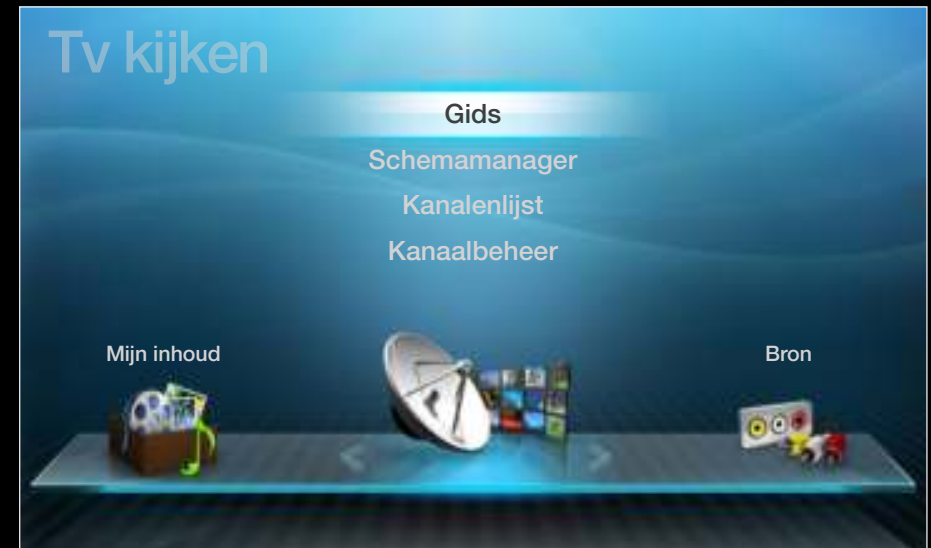 Tv kijken
Gids
Schemamanager
Kanalenlijst
Kanaalbeheer
Mijn inhoud
Bron